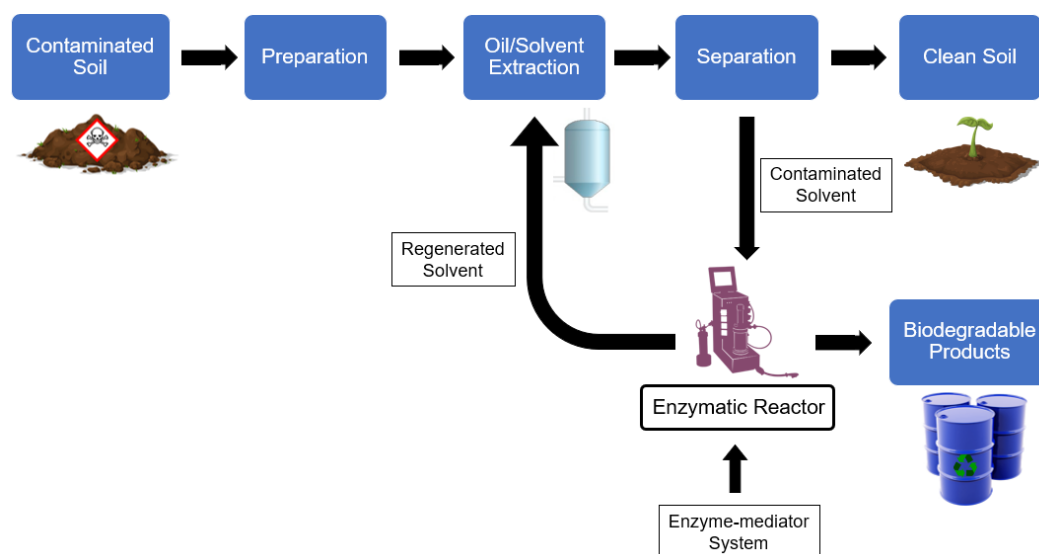 Contaminated
Soil
Preparation
Oil/Solvent
Extraction
Separation
Clean Soil
Contaminated
Solvent
Regenerated
Solvent
Biodegradable
Products
Enzymatic Reactor
Enzyme-mediator
System